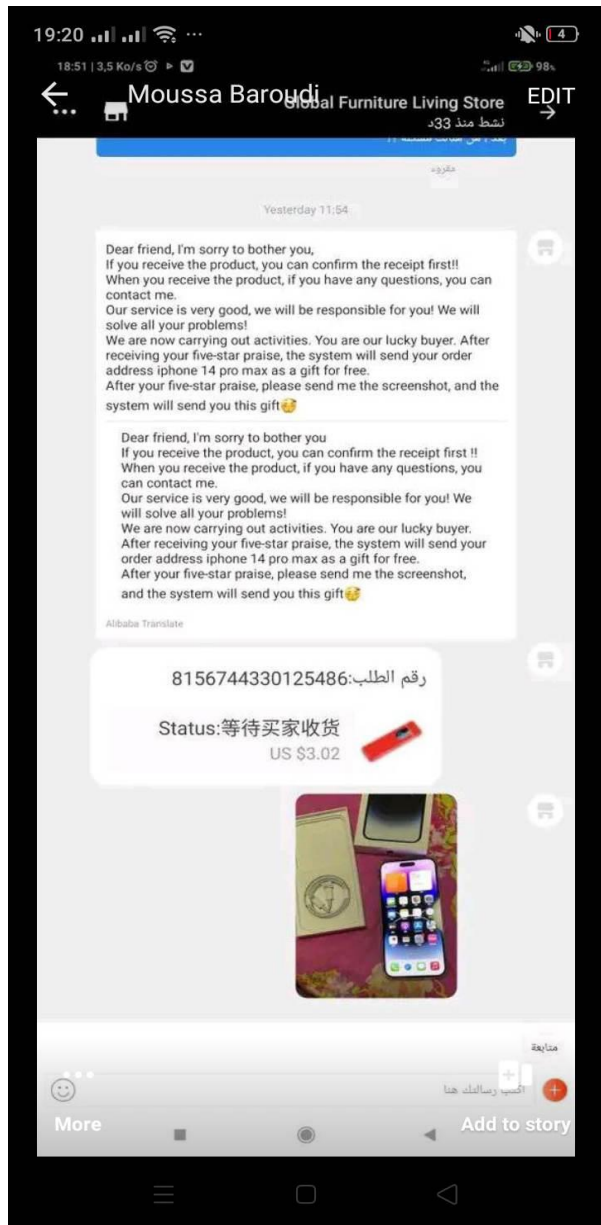 19:20
4
18:51 | 3,5 Ko/s
98%
Moussa Baroudi
EDIT
Global Furniture Living Store
نشط منذ 33د
مقروء
Yesterday 11:54
Dear friend, I'm sorry to bother you,
If you receive the product, you can confirm the receipt first!!
When you receive the product, if you have any questions, you can
contact me.
Our service is very good, we will be responsible for you! We will
solve all your problems!
We are now carrying out activities. You are our lucky buyer. After
receiving your five-star praise, the system will send your order
address iphone 14 pro max as a gift for free.
After your five-star praise, please send me the screenshot, and the
system will send you this gift🥳
Dear friend, I'm sorry to bother you
If you receive the product, you can confirm the receipt first !!
When you receive the product, if you have any questions, you
can contact me.
Our service is very good, we will be responsible for you! We
will solve all your problems!
We are now carrying out activities. You are our lucky buyer.
After receiving your five-star praise, the system will send your
order address iphone 14 pro max as a gift for free.
After your five-star praise, please send me the screenshot,
and the system will send you this gift🥳
Alibaba Translate
رقم الطلب:8156744330125486
Status:等待买家收货
US $3.02
متابعة
اكتب رسالتك هنا
More
Add to story